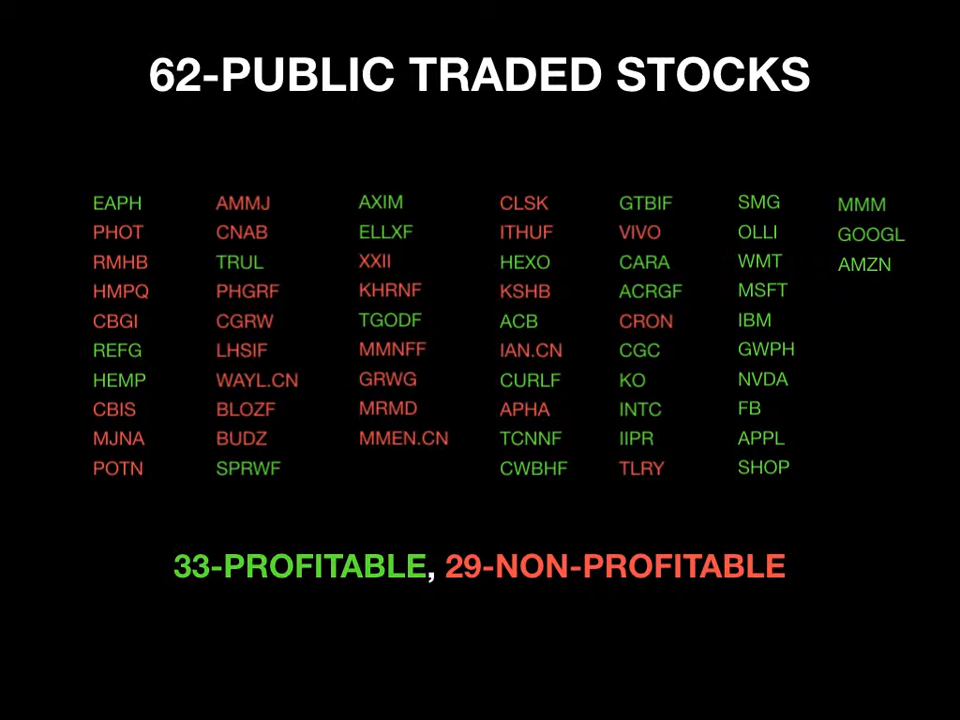 62-PUBLIC TRADED STOCKS
EAPH AMMJ AXIM CLSK GTBIF SMG MMM
PHOT CNAB ELLXF ITHUF VIVO OLLI GOOGL
RMHB TRUL XXII HEXO CARA WMT AMZN
HMPQ PHGRF KHRNF KSHB ACRGF MSFT
CBGI CGRW TGODF ACB CRON IBM
REFG LHSIF MMNFF IAN.CN CGC GWPH
HEMP WAYL.CN GRWG CURLF KO NVDA
CBIS BLOZF MRMD APHA INTC FB
MJNA BUDZ MMEN.CN TCNNF IIPR APPL
POTN SPRWF CWBHF TLRY SHOP
33-PROFITABLE, 29-NON-PROFITABLE